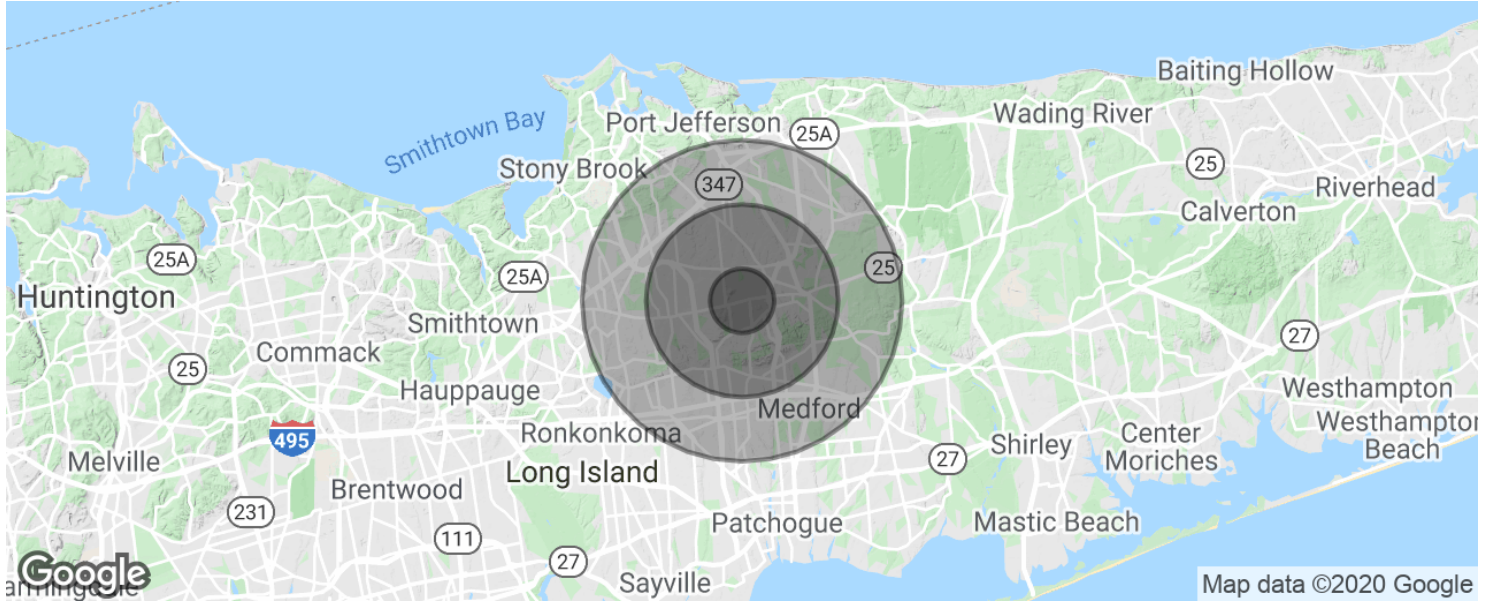 Baiting Hollow
Wading River
Port Jefferson
25A
Smithtown Bay
Stony Brook
25
347
Riverhead
Calverton
25A
25A
25
Huntington
Smithtown
27
Commack
25
Hauppauge
Westhampton
Medford
Westhampton
Beach
495
Ronkonkoma
Shirley
Center
Moriches
Melville
27
Long Island
Brentwood
231
Patchogue
Mastic Beach
111
27
Google
Sayville
Map data ©2020 Google